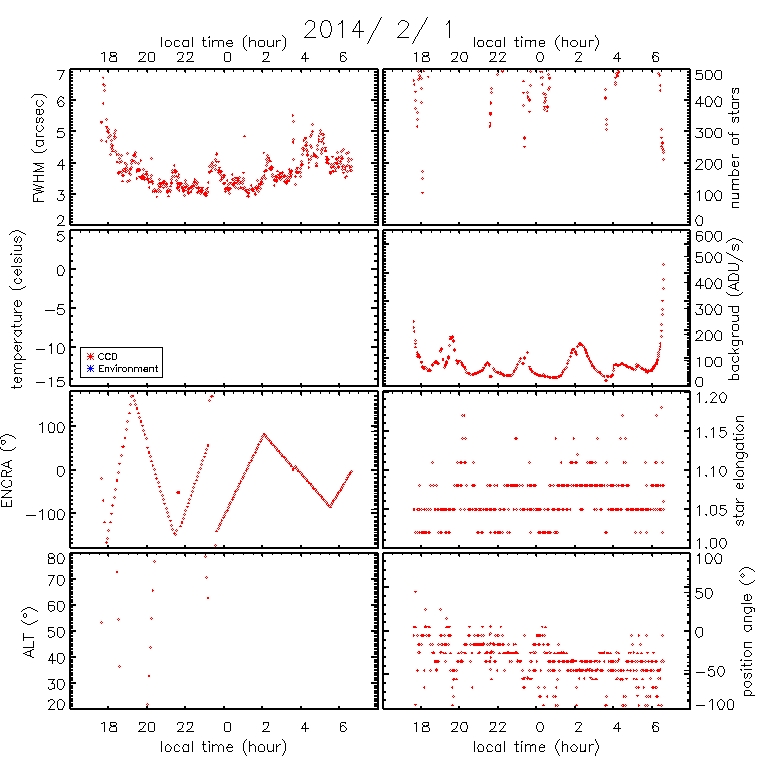 2014/ 2/ 1
local time (hour) local time (hour)
18 20 22 0 2 4 6 18 20 22 0 2 4 6
7 500
6 400
5 300
4 200
3 100
2 0
FWHM (arcsec) number of stars
5 600
0 500
−5 300
−10 200
−15 100
0
temperature (celsius) backgroud (ADU/s)
CCD
Environment
100 1.20
0 1.15
−100 1.10
1.05
1.00
ENCRA (°) star elongation
80 100
70 50
60 0
50 −50
40 −100
30
20
ALT (°) position angle (°)
18 20 22 0 2 4 6 18 20 22 0 2 4 6
local time (hour) local time (hour)